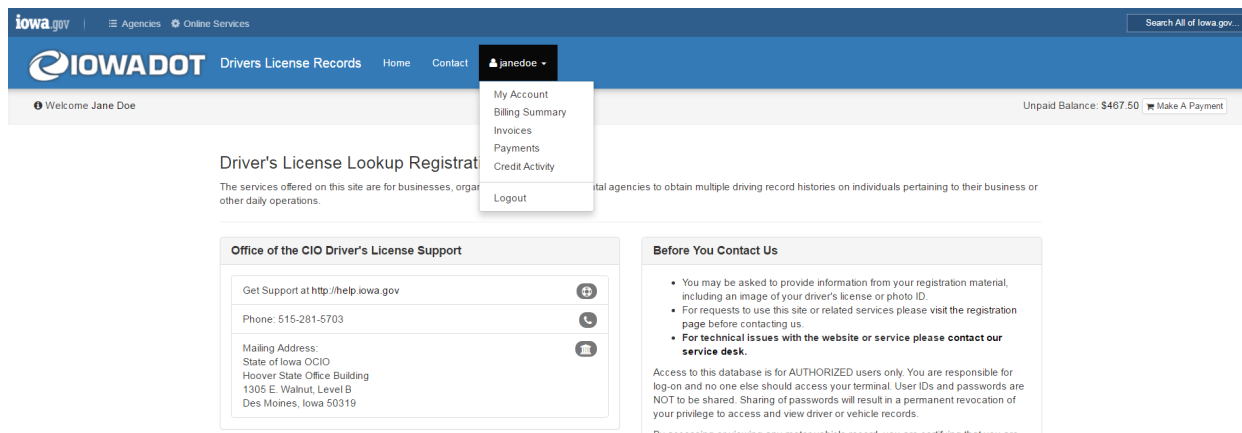 iowa.gov | Agencies Online Services Search All of Iowa.gov...
IOWADOT Drivers License Records Home Contact janedoe
Welcome Jane Doe Unpaid Balance: $467.50 Make A Payment
My Account
Billing Summary
Invoices
Payments
Credit Activity
Logout
Driver's License Lookup
The services offered on this site are for businesses, agencies to obtain multiple driving record histories on individuals pertaining to their business or
other daily operations.
Office of the CIO Driver's License Support
Get Support at http://help.iowa.gov
Phone: 515-281-5703
Mailing Address:
State of Iowa OCIO
Hoover State Office Building
1305 E. Walnut, Level B
Des Moines, Iowa 50319
Before You Contact Us
• You may be asked to provide information from your registration material,
including an image of your driver's license or photo ID.
• For requests to use this site or related services please visit the registration
page before contacting us.
• For technical issues with the website or service please contact our
service desk.
Access to this database is for AUTHORIZED users only. You are responsible for
log-on and no one else should access your terminal. User IDs and passwords are
NOT to be shared. Sharing of passwords will result in a permanent revocation of
your privilege to access and view driver or vehicle records.